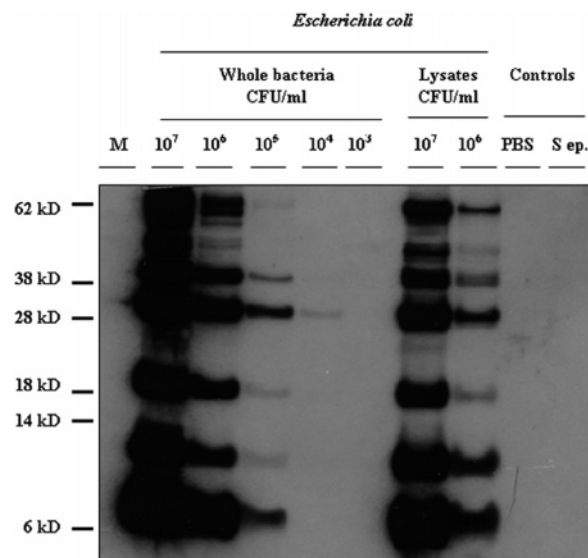 Escherichia coli
Whole bacteria Lysates Controls
CFU/ml CFU/ml
M 10⁷ 10⁶ 10⁵ 10⁴ 10³ 10⁷ 10⁶ PBS S ep.
62 kD
38 kD
28 kD
18 kD
14 kD
6 kD